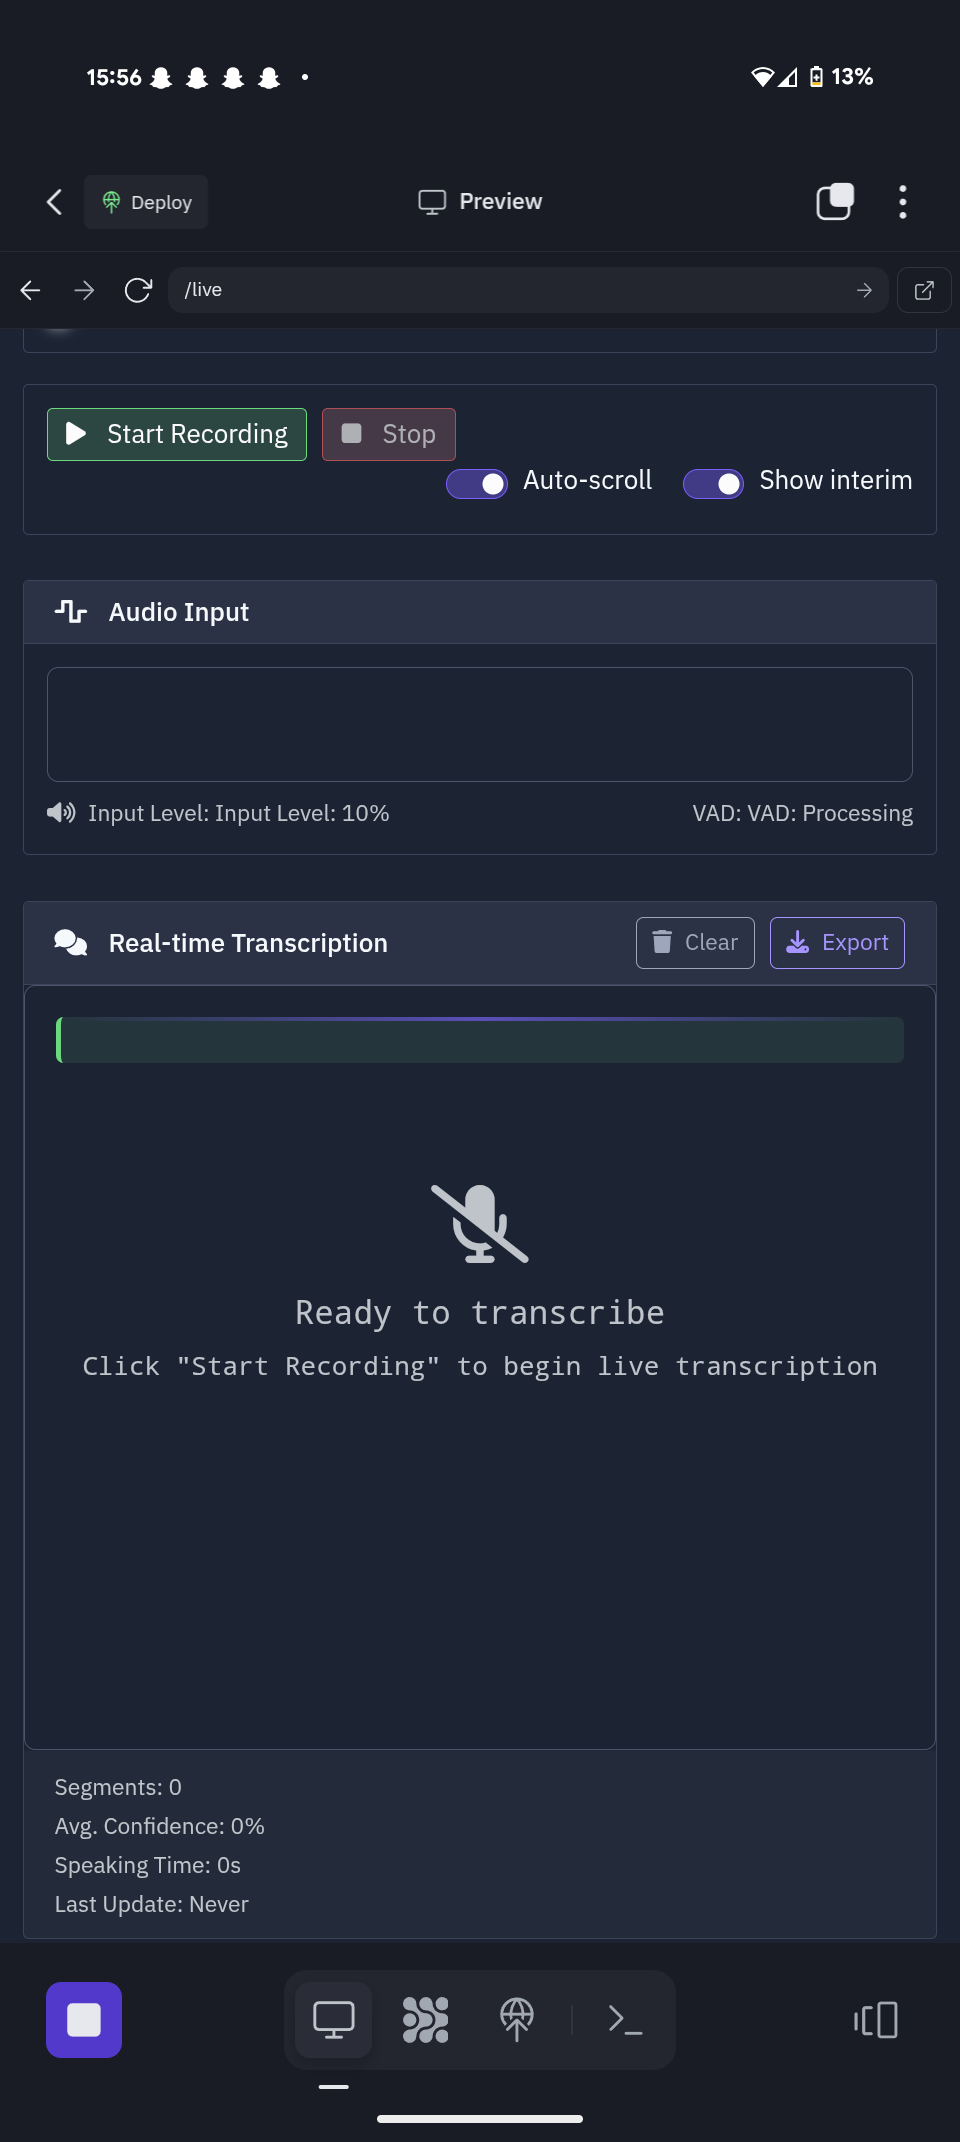 15:56
13%
Deploy
Preview
/live
Start Recording
Stop
Auto-scroll
Show interim
Audio Input
Input Level: Input Level: 10%
VAD: VAD: Processing
Real-time Transcription
Clear
Export
Ready to transcribe
Click "Start Recording" to begin live transcription
Segments: 0
Avg. Confidence: 0%
Speaking Time: 0s
Last Update: Never